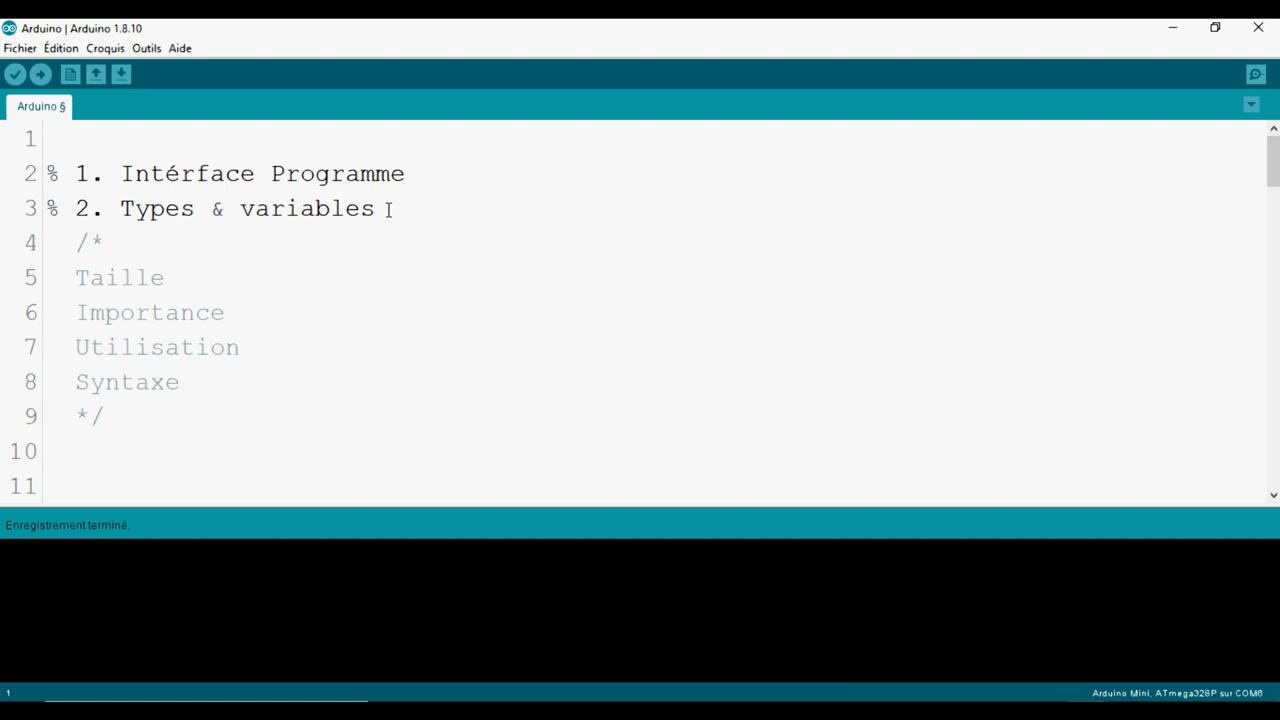 Arduino | Arduino 1.8.10
Fichier Édition Croquis Outils Aide
Arduino §
1
2 % 1. Intérface Programme
3 % 2. Types & variables
4 /*
5 Taille
6 Importance
7 Utilisation
8 Syntaxe
9 */
10
11
Enregistrement terminé.
1 Arduino Mini, ATmega328P sur COM6